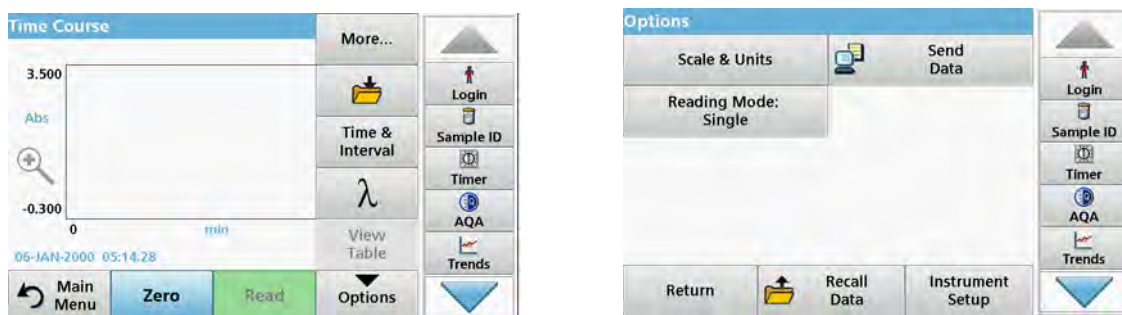 Time Course
More...
3.500
Abs
Time &
Interval
λ
-0.300
0
min
View
Table
06-JAN-2000 05:14:28
Main
Menu
Zero
Read
Options
Login
Sample ID
Timer
AQA
Trends
Options
Scale & Units
Send
Data
Reading Mode:
Single
Return
Recall
Data
Instrument
Setup
Login
Sample ID
Timer
AQA
Trends